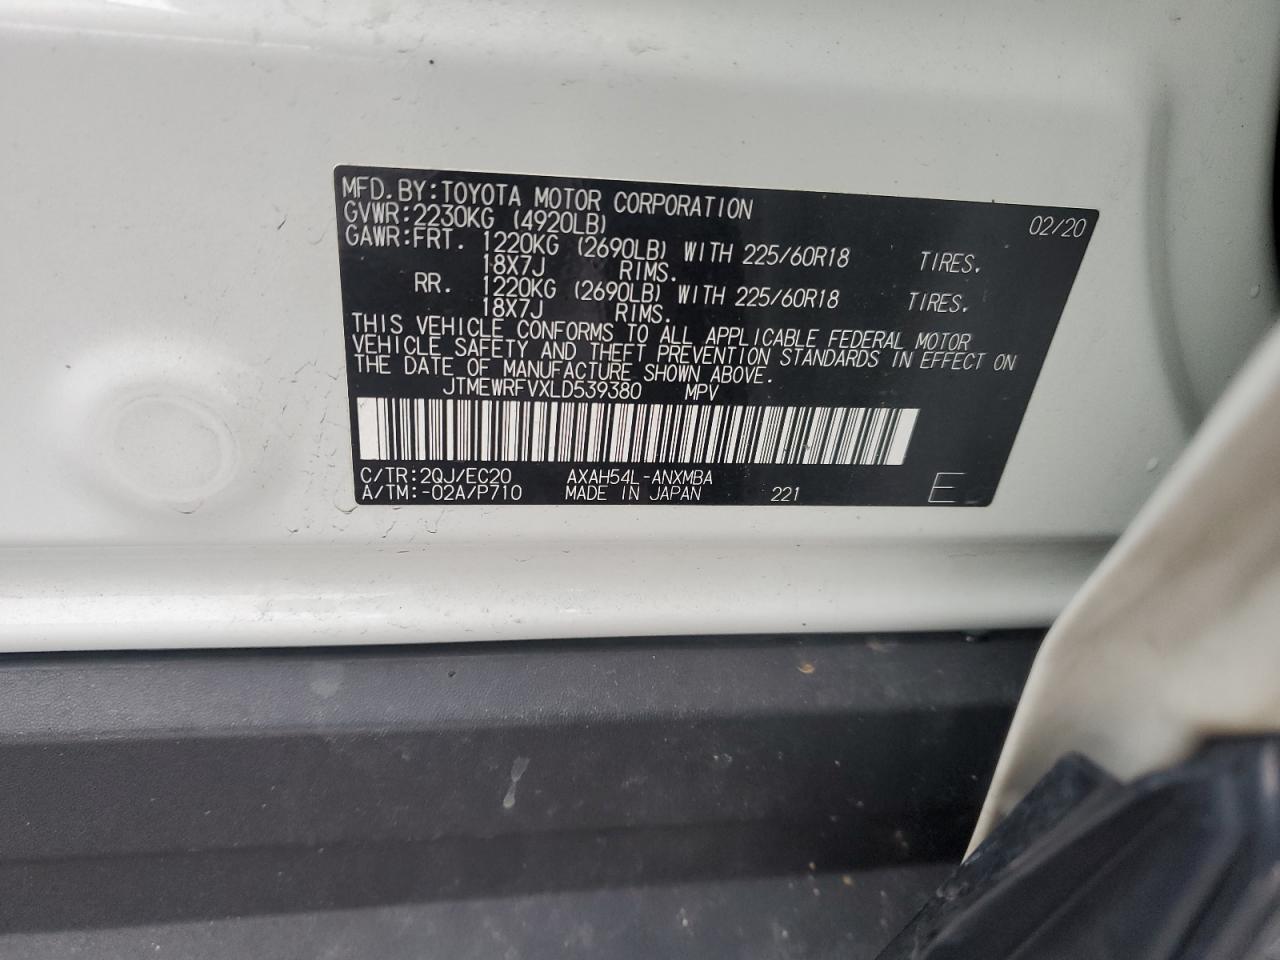 MFD. BY: TOYOTA MOTOR CORPORATION 02/20
GVWR: 2230KG (4920LB)
GAWR: FRT. 1220KG (2690LB) WITH 225/60R18 TIRES.
18X7J RIMS.
RR. 1220KG (2690LB) WITH 225/60R18 TIRES.
18X7J RIMS.
THIS VEHICLE CONFORMS TO ALL APPLICABLE FEDERAL MOTOR
VEHICLE SAFETY AND THEFT PREVENTION STANDARDS IN EFFECT ON
THE DATE OF MANUFACTURE SHOWN ABOVE.
JTMEWRFVXLD539380 MPV
C/TR: 2QJ/EC20 AXAH54L-ANXMBA
A/TM: -02A/P710 MADE IN JAPAN 221 E